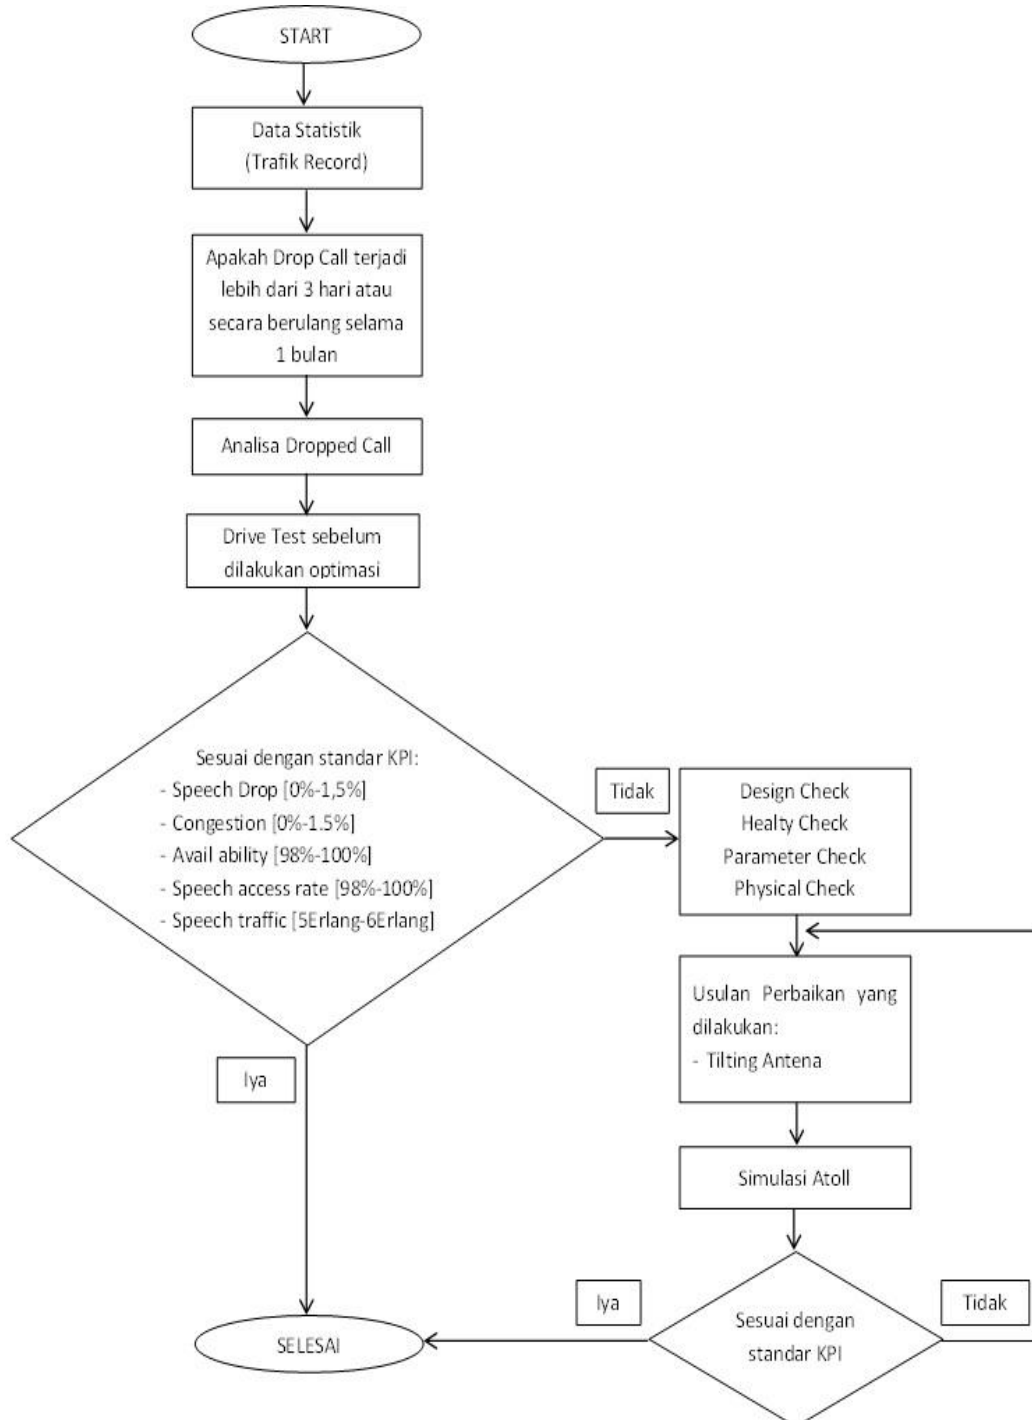 START
Data Statistik
(Trafik Record)
Apakah Drop Call terjadi
lebih dari 3 hari atau
secara berulang selama
1 bulan
Analisa Dropped Call
Drive Test sebelum
dilakukan optimasi
Sesuai dengan standar KPI:
- Speech Drop [0%-1,5%]
- Congestion [0%-1.5%]
- Avail ability [98%-100%]
- Speech access rate [98%-100%]
- Speech traffic [5Erlang-6Erlang]
Tidak
Design Check
Healty Check
Parameter Check
Physical Check
Usulan Perbaikan yang
dilakukan:
- Tilting Antena
Iya
Simulasi Atoll
Iya
Sesuai dengan
standar KPI
Tidak
SELESAI